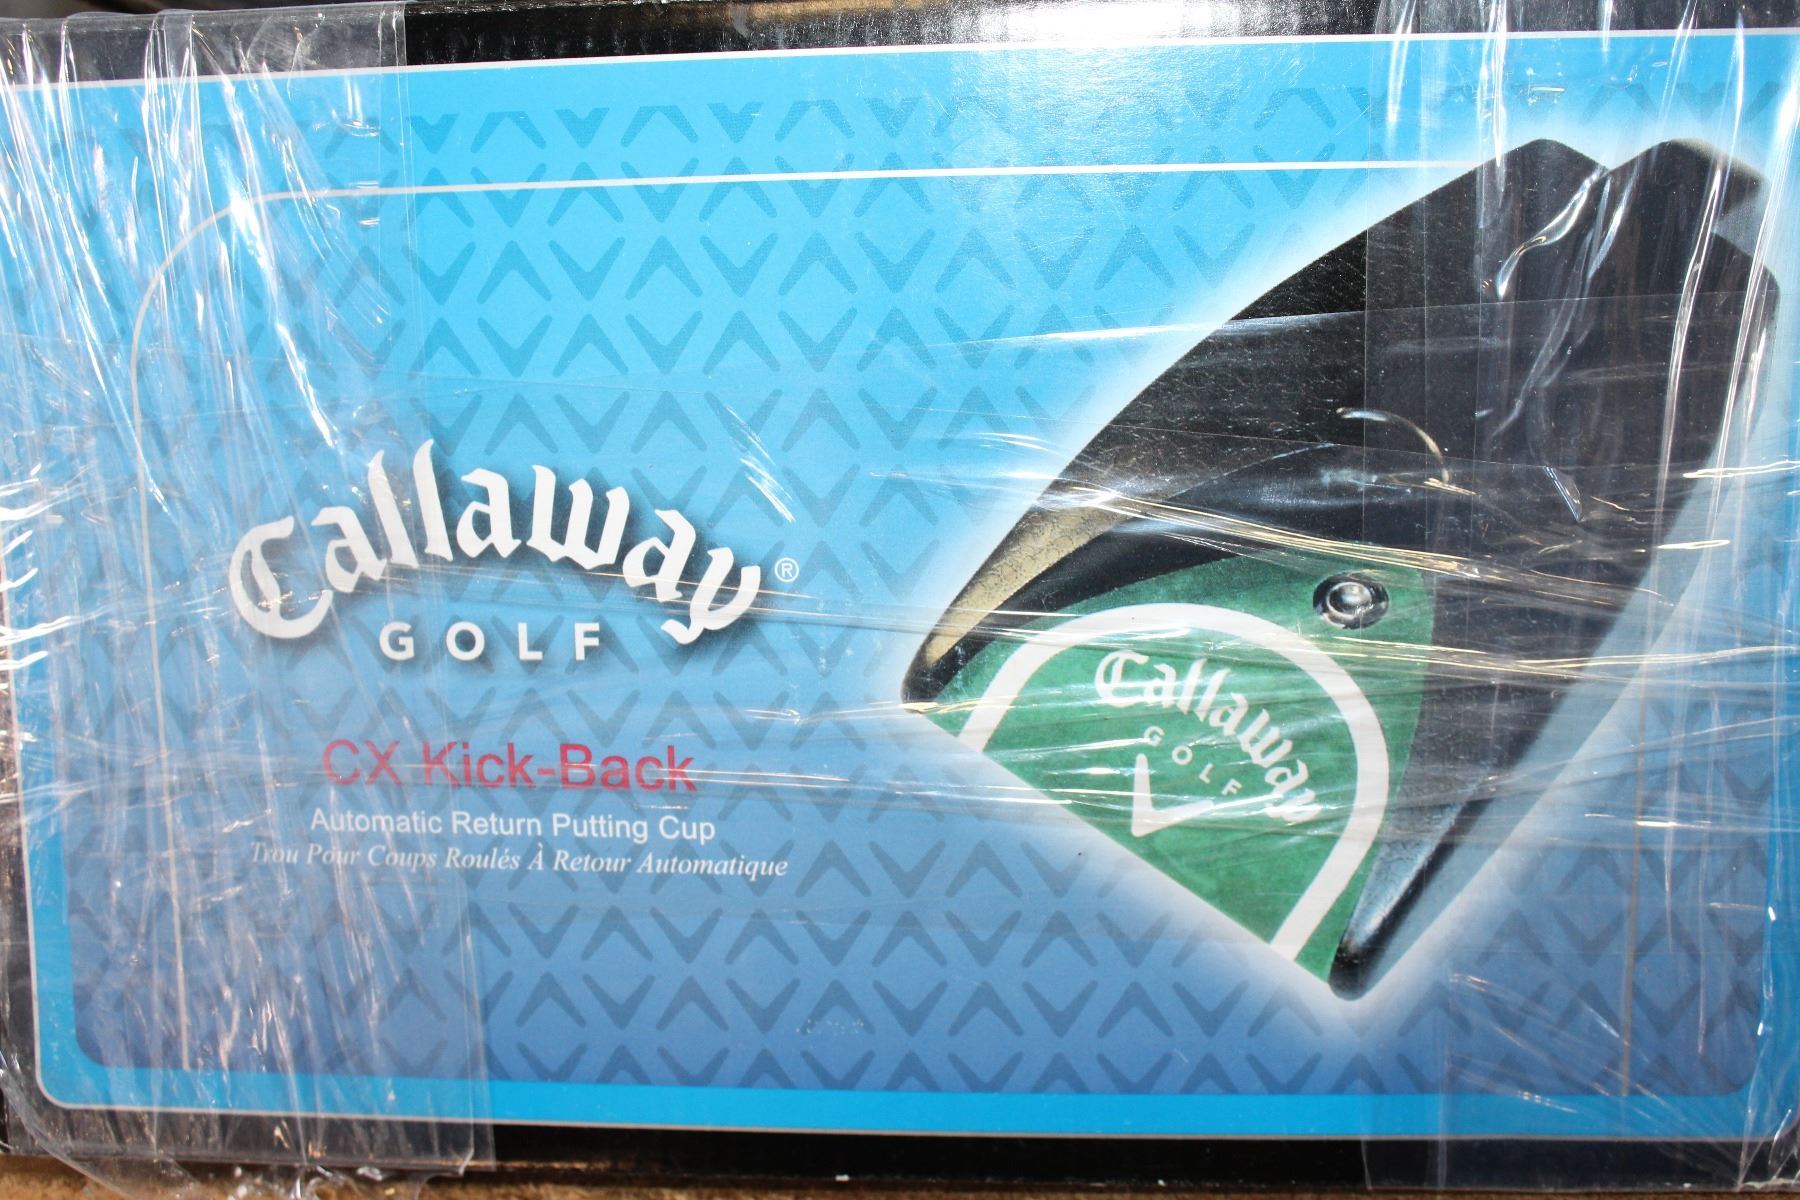 Callaway®
GOLF
CX Kick-Back
Automatic Return Putting Cup
Trou Pour Coups Roulés À Retour Automatique
Callaway
GOLF